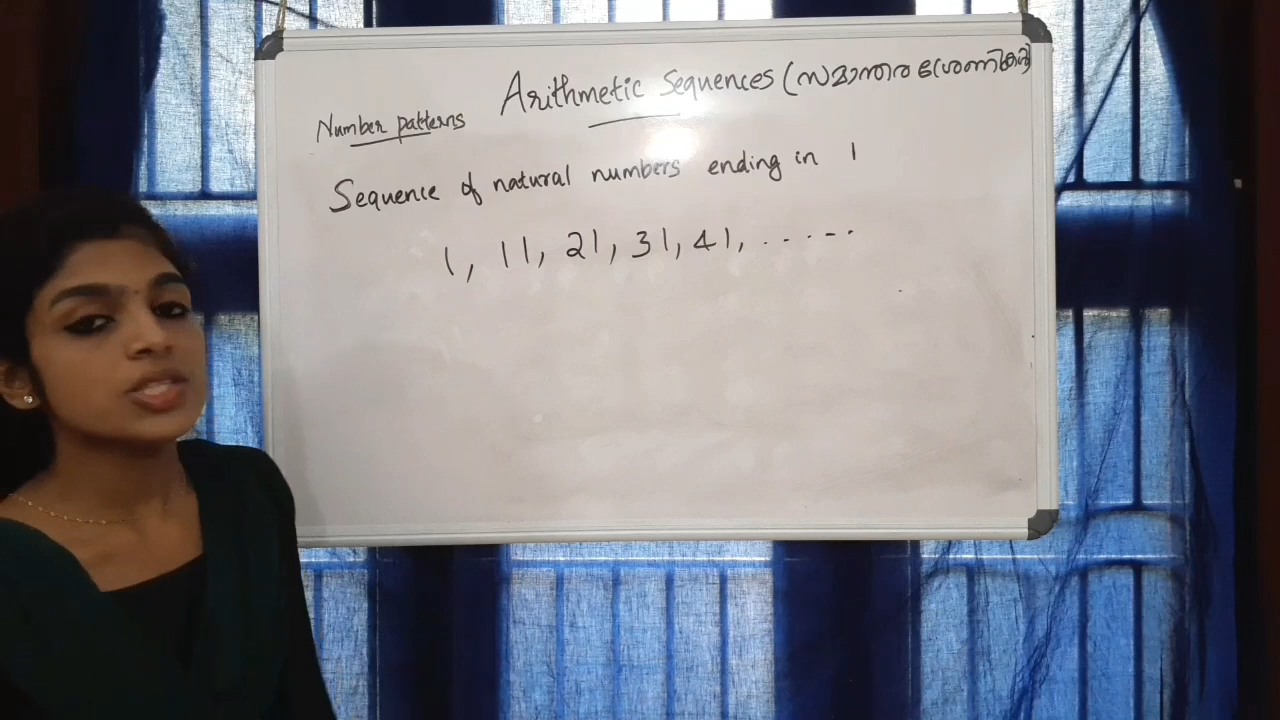 Arithmetic Sequences (സമാന്തര ശ്രേണികൾ)
Number patterns
Sequence of natural numbers ending in 1
1, 11, 21, 31, 41, ......